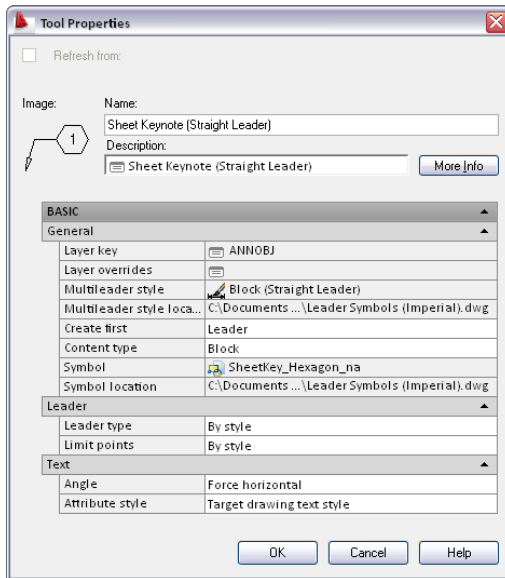 Tool Properties
Refresh from:
Image:
Name:
Sheet Keynote (Straight Leader)
1
Description:
Sheet Keynote (Straight Leader)
More Info
BASIC
General
Layer key ANNOBJ
Layer overrides
Multileader style Block (Straight Leader)
Multileader style loca... C:\Documents ...\Leader Symbols (Imperial).dwg
Create first Leader
Content type Block
Symbol SheetKey_Hexagon_na
Symbol location C:\Documents ...\Leader Symbols (Imperial).dwg
Leader
Leader type By style
Limit points By style
Text
Angle Force horizontal
Attribute style Target drawing text style
OK Cancel Help